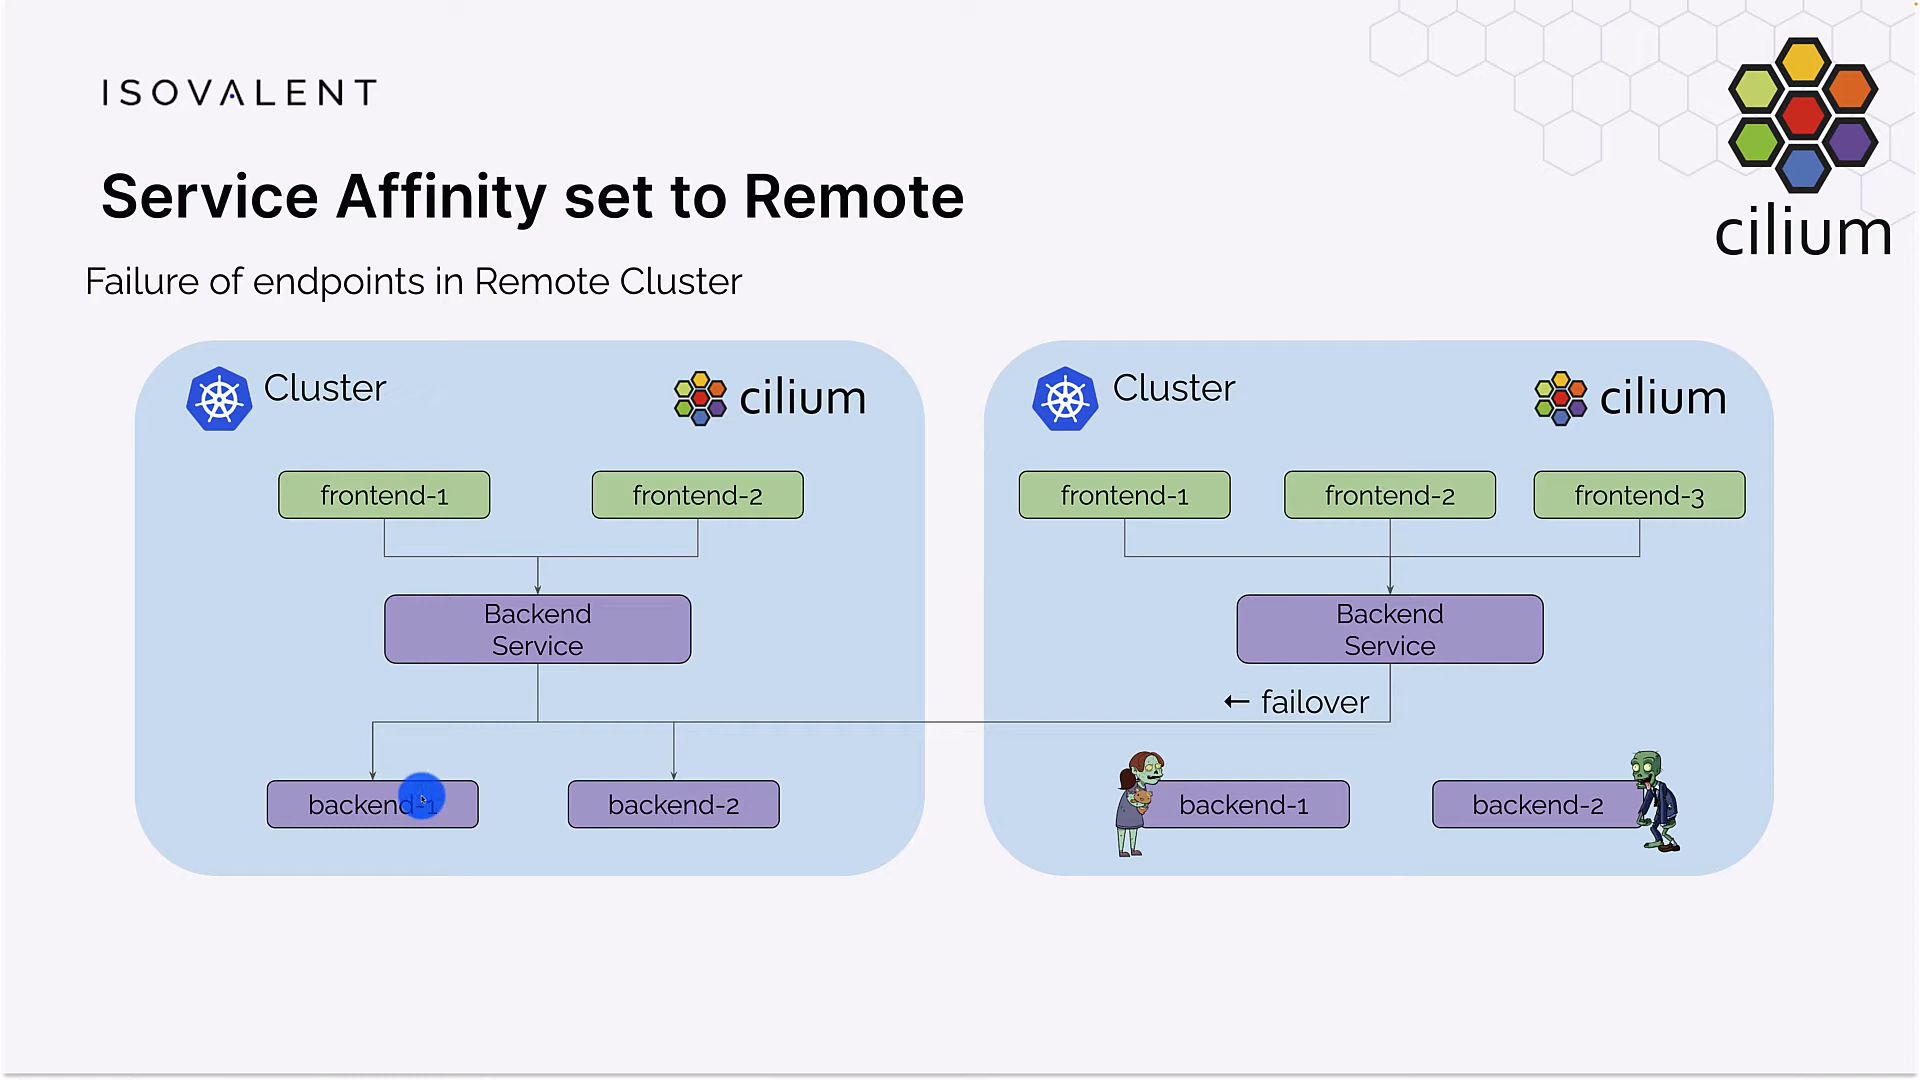 ISOVALENT
cilium
Service Affinity set to Remote
Failure of endpoints in Remote Cluster
Cluster
cilium
frontend-1
frontend-2
Backend
Service
backend-1
backend-2
Cluster
cilium
frontend-1
frontend-2
frontend-3
Backend
Service
← failover
backend-1
backend-2